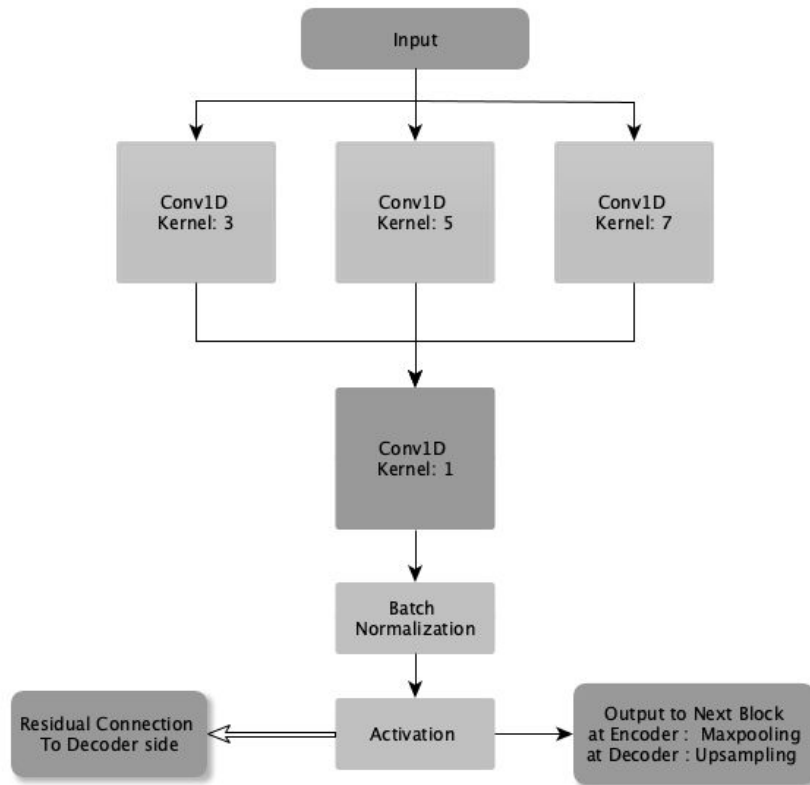 Input
Conv1D
Kernel: 3
Conv1D
Kernel: 5
Conv1D
Kernel: 7
Conv1D
Kernel: 1
Batch
Normalization
Residual Connection
To Decoder side
Activation
Output to Next Block
at Encoder : Maxpooling
at Decoder : Upsampling